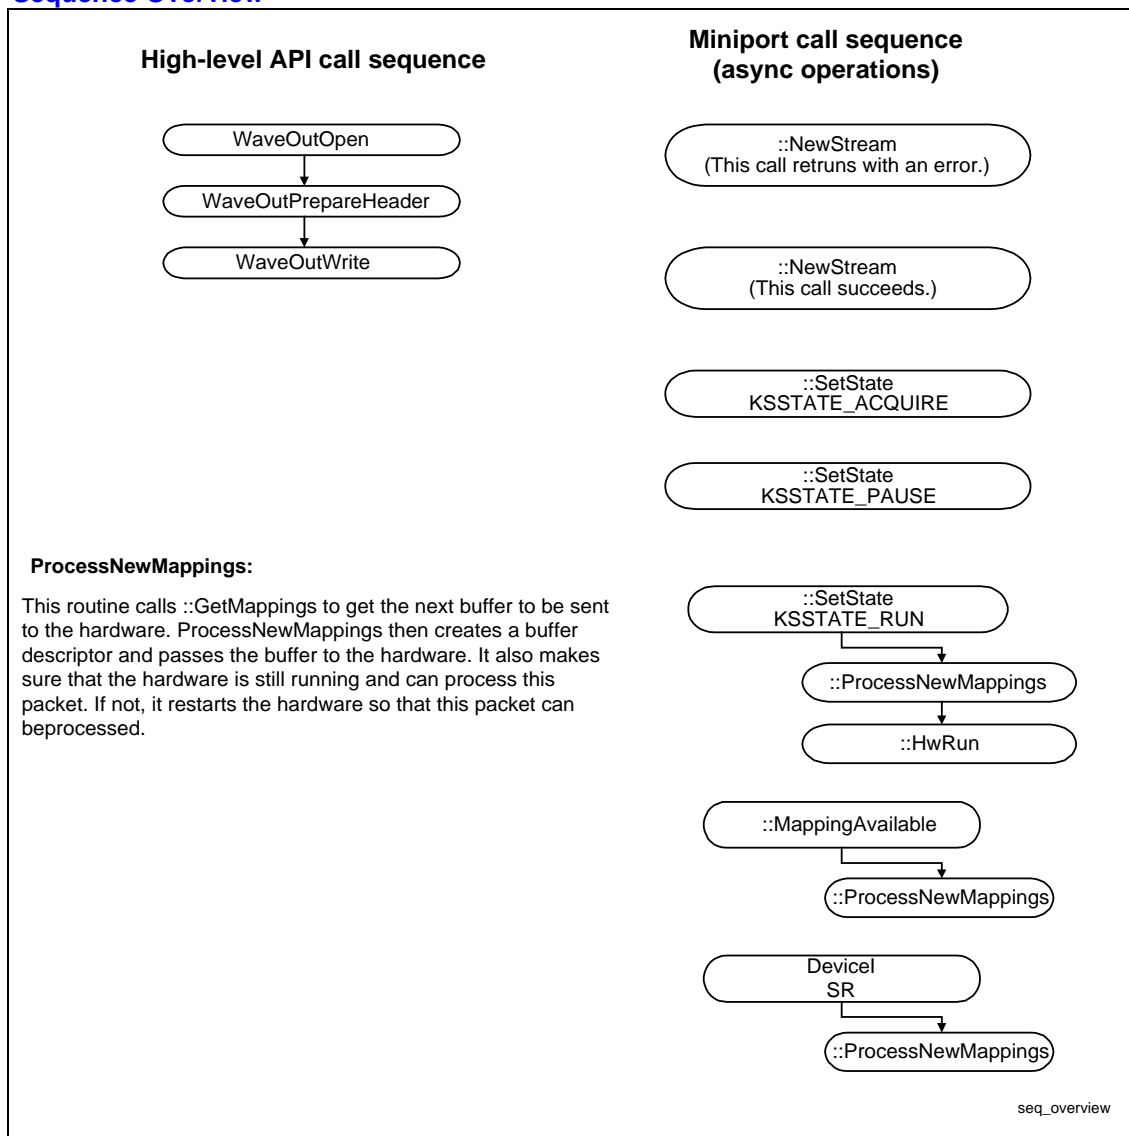 Sequence Overview
High-level API call sequence
WaveOutOpen
WaveOutPrepareHeader
WaveOutWrite
Miniport call sequence
(async operations)
::NewStream
(This call retruns with an error.)
::NewStream
(This call succeeds.)
::SetState
KSSTATE_ACQUIRE
::SetState
KSSTATE_PAUSE
ProcessNewMappings:
This routine calls ::GetMappings to get the next buffer to be sent
to the hardware. ProcessNewMappings then creates a buffer
descriptor and passes the buffer to the hardware. It also makes
sure that the hardware is still running and can process this
packet. If not, it restarts the hardware so that this packet can
beprocessed.
::SetState
KSSTATE_RUN
::ProcessNewMappings
::HwRun
::MappingAvailable
::ProcessNewMappings
DeviceI
SR
::ProcessNewMappings
seq_overview